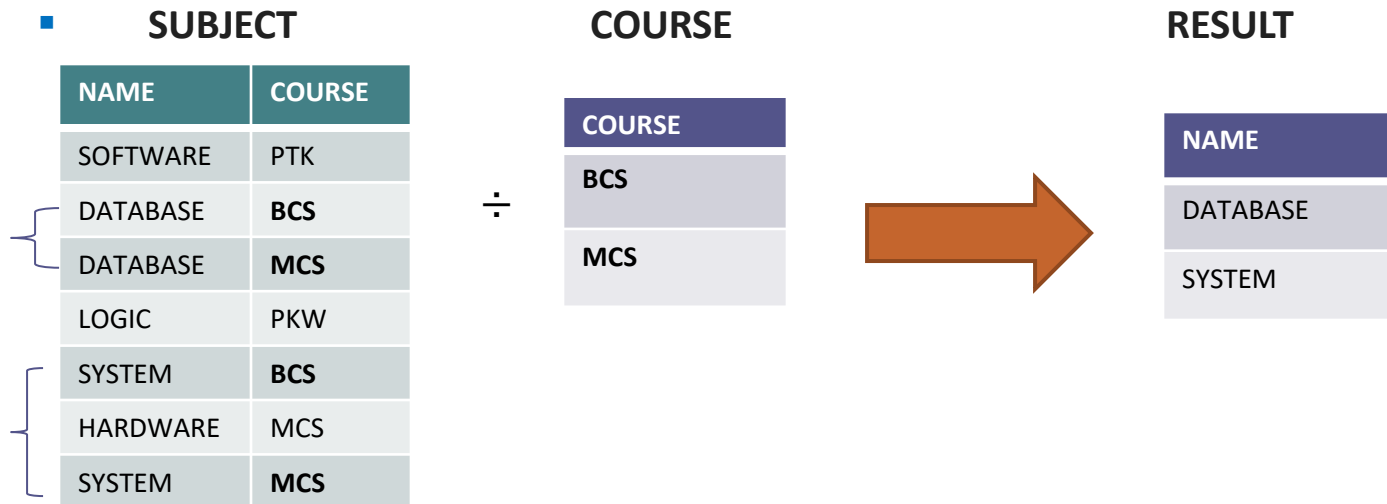 ▪ SUBJECT COURSE RESULT
NAME COURSE
SOFTWARE PTK
DATABASE BCS
DATABASE MCS
LOGIC PKW
SYSTEM BCS
HARDWARE MCS
SYSTEM MCS
÷
COURSE
BCS
MCS
NAME
DATABASE
SYSTEM